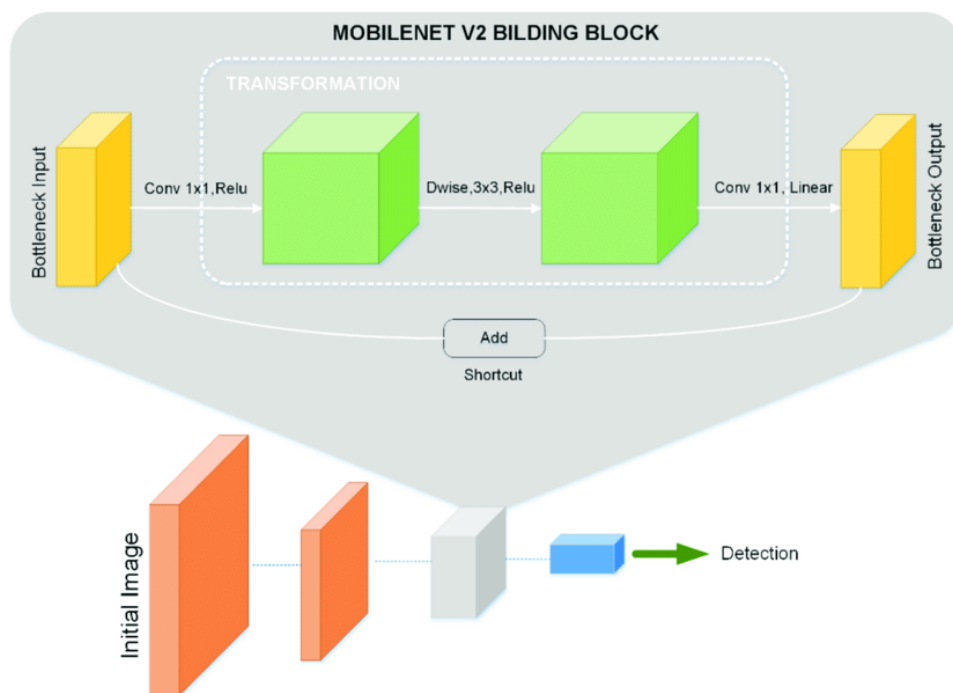 MOBILENET V2 BILDING BLOCK
TRANSFORMATION
Bottleneck Input
Conv 1x1,Relu
Dwise,3x3,Relu
Conv 1x1, Linear
Bottleneck Output
Add
Shortcut
Initial Image
Detection